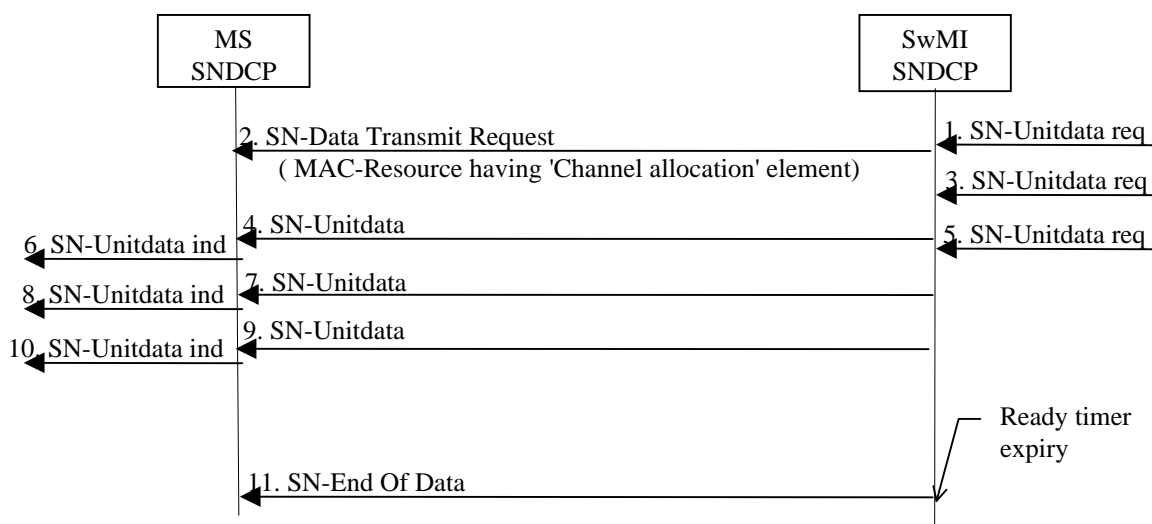 MS
SNDCP
SwMI
SNDCP
2. SN-Data Transmit Request
1. SN-Unitdata req
( MAC-Resource having 'Channel allocation' element)
3. SN-Unitdata req
4. SN-Unitdata
5. SN-Unitdata req
6. SN-Unitdata ind
7. SN-Unitdata
8. SN-Unitdata ind
9. SN-Unitdata
10. SN-Unitdata ind
Ready timer
expiry
11. SN-End Of Data